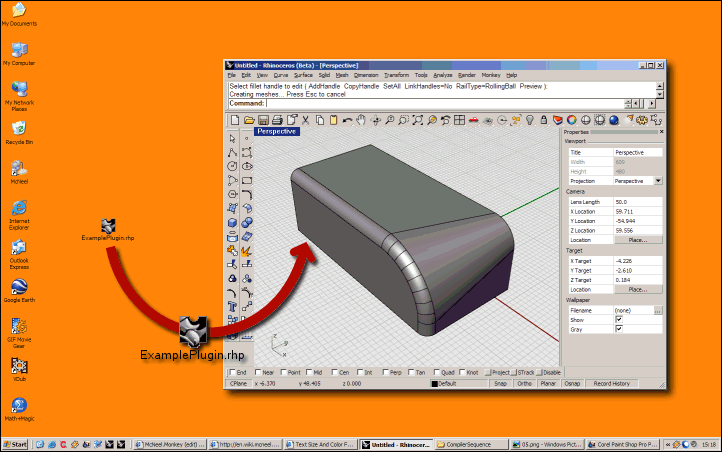 My Documents
My Computer
My Network
Places
Recycle Bin
McNeel
Internet
Explorer
Outlook
Express
Google Earth
GIF Movie
Gear
VDub
Math+Magic
ExamplePlugin.rhp
ExamplePlugin.rhp
Untitled - Rhinoceros (Beta) - [Perspective]
File Edit View Curve Surface Solid Mesh Dimension Transform Tools Analyze Render Monkey Help
Select fillet handle to edit ( AddHandle CopyHandle SetAll LinkHandles=No RailType=RollingBall Preview ):
Creating meshes... Press Esc to cancel
Command:
Perspective
z
y
x
Properties
Viewport
Title Perspective
Width
Height 480
Projection Perspective
Camera
Lens Length 50.0
X Location 59.711
Y Location -54.944
Z Location 59.556
Location Place...
Target
X Target -4.226
Y Target -2.610
Z Target 0.184
Location Place...
Wallpaper
Filename (none) ...
Show
Gray
End Near Point Mid Cen Int Perp Tan Quad Knot Project STrack Disable
CPlane x -6.370 y 48.405 z 0.000 Default Snap Ortho Planar Osnap Record History
Start
McNeel.Monkey (edit) ...
http://en.wiki.mcneel....
Text Size And Color F...
Untitled - Rhinocer...
CompilerSequence
05.png - Windows Pict...
Corel Paint Shop Pro P...
15:18